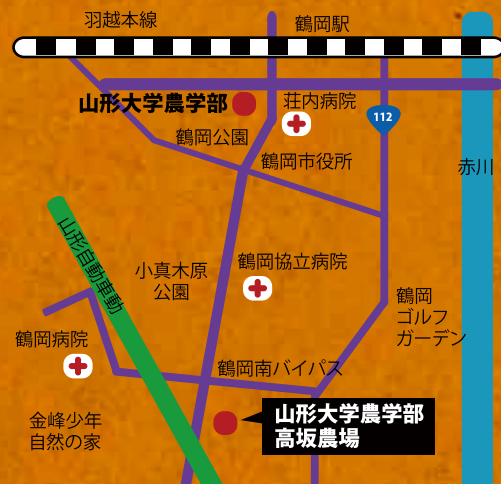 羽越本線
鶴岡駅
山形大学農学部
荘内病院
112
鶴岡公園
鶴岡市役所
赤川
山形自動車動
小真木原
公園
鶴岡協立病院
鶴岡
ゴルフ
ガーデン
鶴岡病院
鶴岡南バイパス
金峰少年
自然の家
山形大学農学部
高坂農場